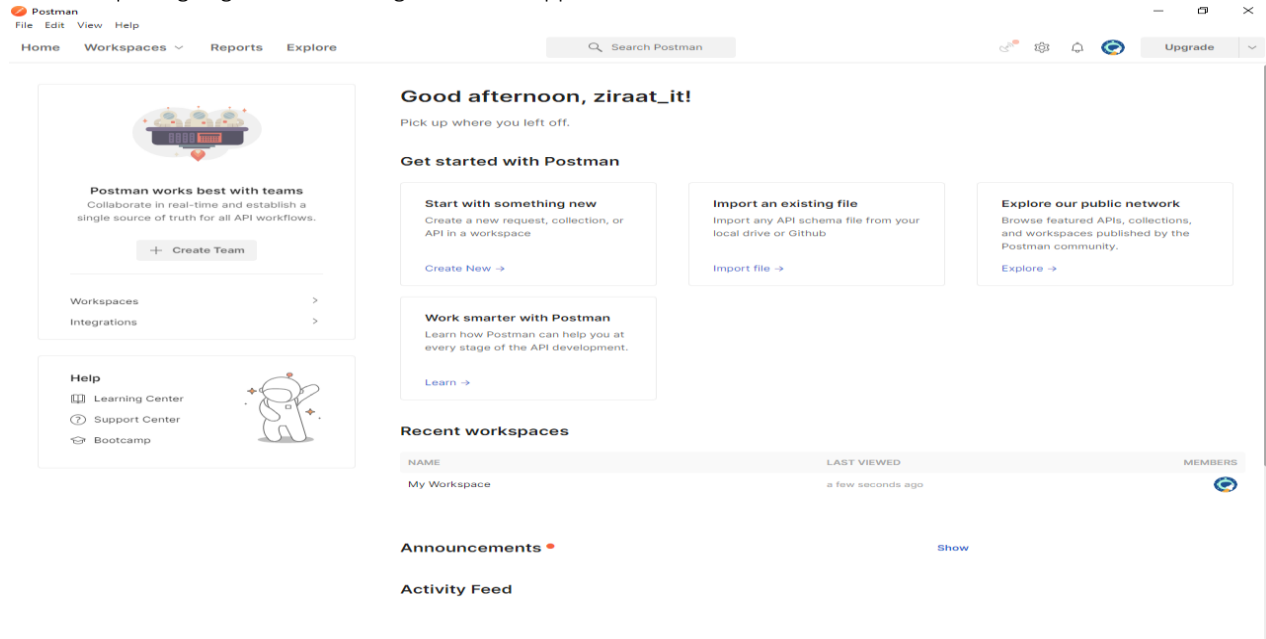 Postman
File Edit View Help
Home Workspaces Reports Explore
Search Postman
Upgrade
Postman works best with teams
Collaborate in real-time and establish a
single source of truth for all API workflows.
+ Create Team
Workspaces
Integrations
Help
Learning Center
Support Center
Bootcamp
Good afternoon, ziraat_it!
Pick up where you left off.
Get started with Postman
Start with something new
Create a new request, collection, or
API in a workspace
Create New →
Import an existing file
Import any API schema file from your
local drive or Github
Import file →
Explore our public network
Browse featured APIs, collections,
and workspaces published by the
Postman community.
Explore →
Work smarter with Postman
Learn how Postman can help you at
every stage of the API development.
Learn →
Recent workspaces
NAME LAST VIEWED MEMBERS
My Workspace a few seconds ago
Announcements
Show
Activity Feed